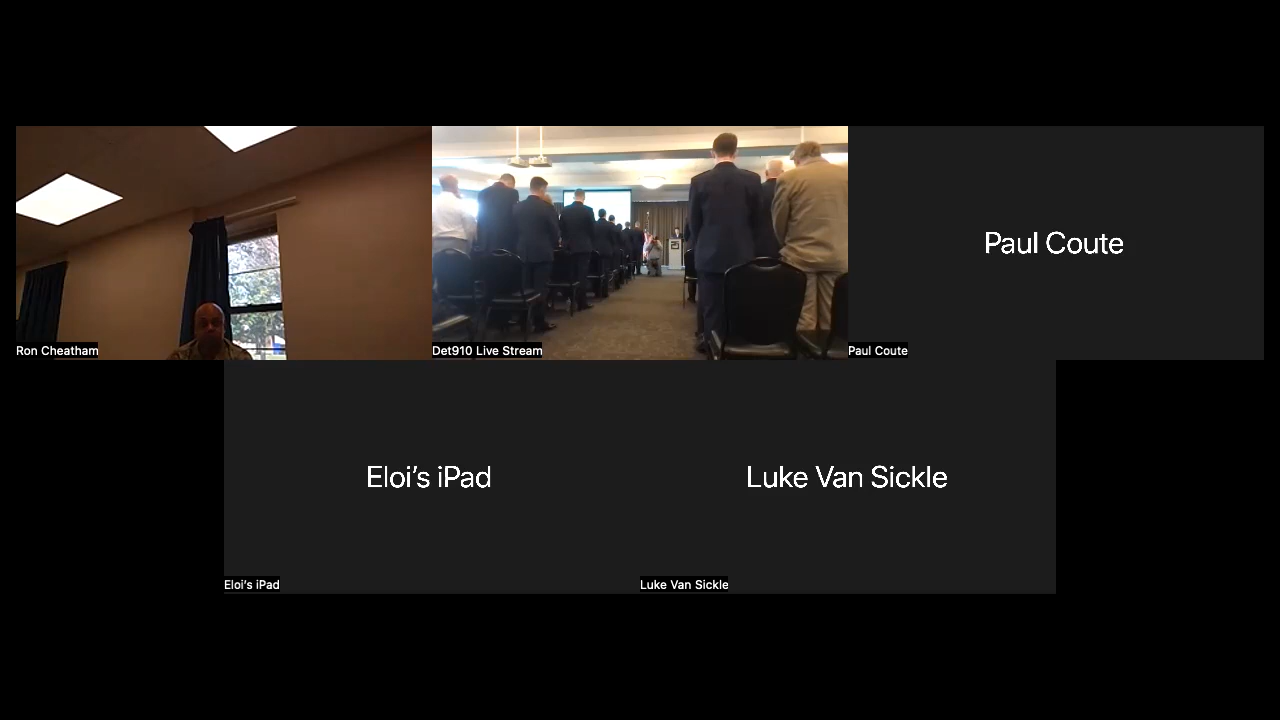 Ron Cheatham
Det910 Live Stream
Paul Coute
Paul Coute
Eloi’s iPad
Luke Van Sickle
Eloi’s iPad
Luke Van Sickle